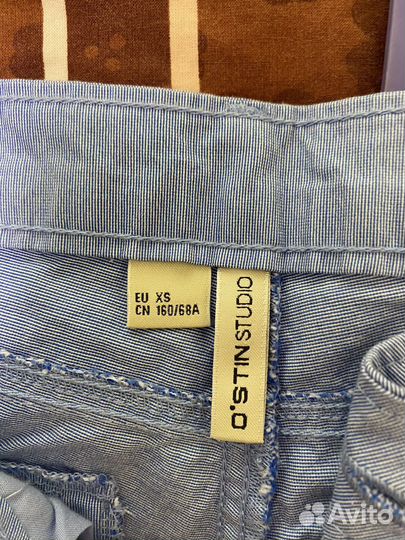 EU XS
CN 160/68A
O'STIN STUDIO
Avito